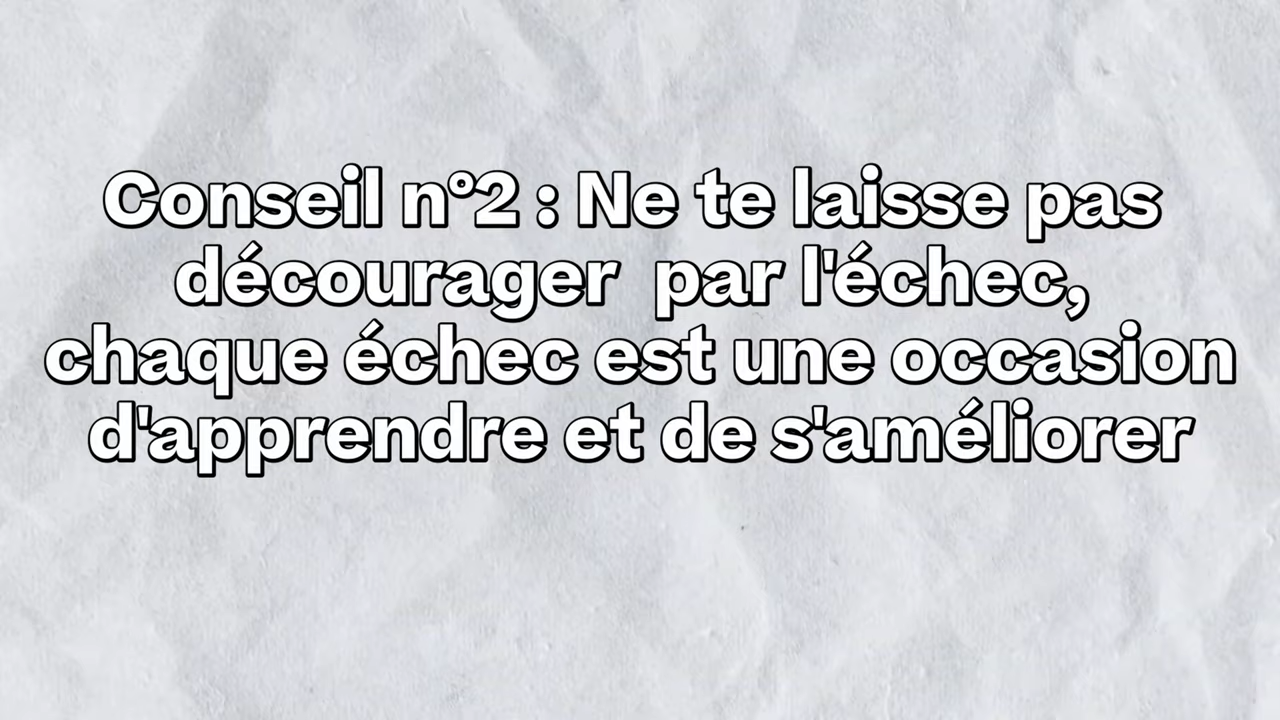 Conseil n°2 : Ne te laisse pas
décourager  par l'échec,
chaque échec est une occasion
d'apprendre et de s'améliorer